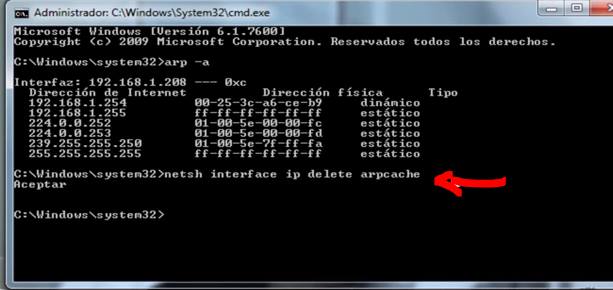 Administrador: C:\Windows\System32\cmd.exe
Microsoft Windows [Versión 6.1.7600]
Copyright (c) 2009 Microsoft Corporation. Reservados todos los derechos.
C:\Windows\system32>arp -a
Interfaz: 192.168.1.208 --- 0xc
Dirección de Internet Dirección física Tipo
192.168.1.254 00-25-3c-a6-ce-b9 dinámico
192.168.1.255 ff-ff-ff-ff-ff-ff estático
224.0.0.252 01-00-5e-00-00-fc estático
224.0.0.253 01-00-5e-00-00-fd estático
239.255.255.250 01-00-5e-7f-ff-fa estático
255.255.255.255 ff-ff-ff-ff-ff-ff estático
C:\Windows\system32>netsh interface ip delete arpcache
Aceptar
C:\Windows\system32>